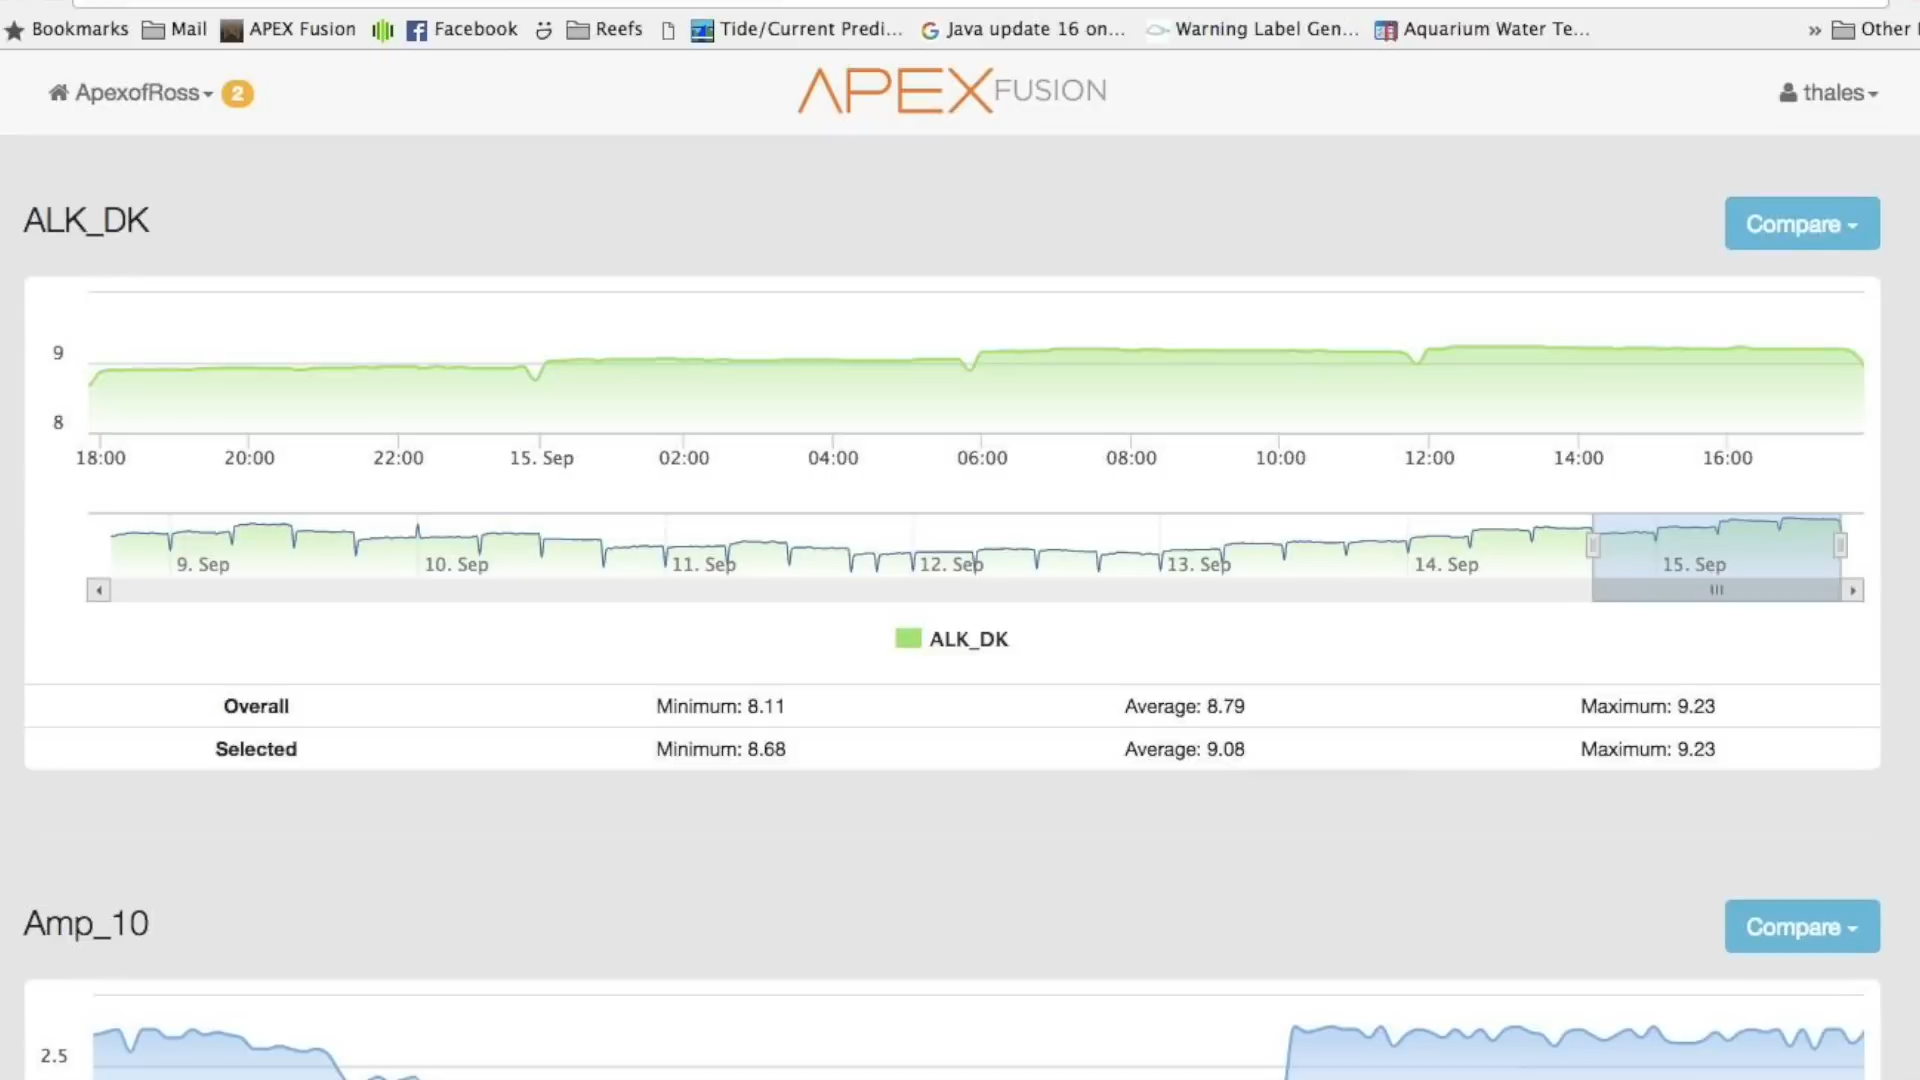 Bookmarks Mail APEX Fusion Facebook Reefs Tide/Current Predi... Java update 16 on... Warning Label Gen... Aquarium Water Te... » Other
ApexofRoss 2 APEX FUSION thales
ALK_DK Compare
9
8
18:00 20:00 22:00 15. Sep 02:00 04:00 06:00 08:00 10:00 12:00 14:00 16:00
9. Sep 10. Sep 11. Sep 12. Sep 13. Sep 14. Sep 15. Sep
ALK_DK
Overall Minimum: 8.11 Average: 8.79 Maximum: 9.23
Selected Minimum: 8.68 Average: 9.08 Maximum: 9.23
Amp_10 Compare
2.5